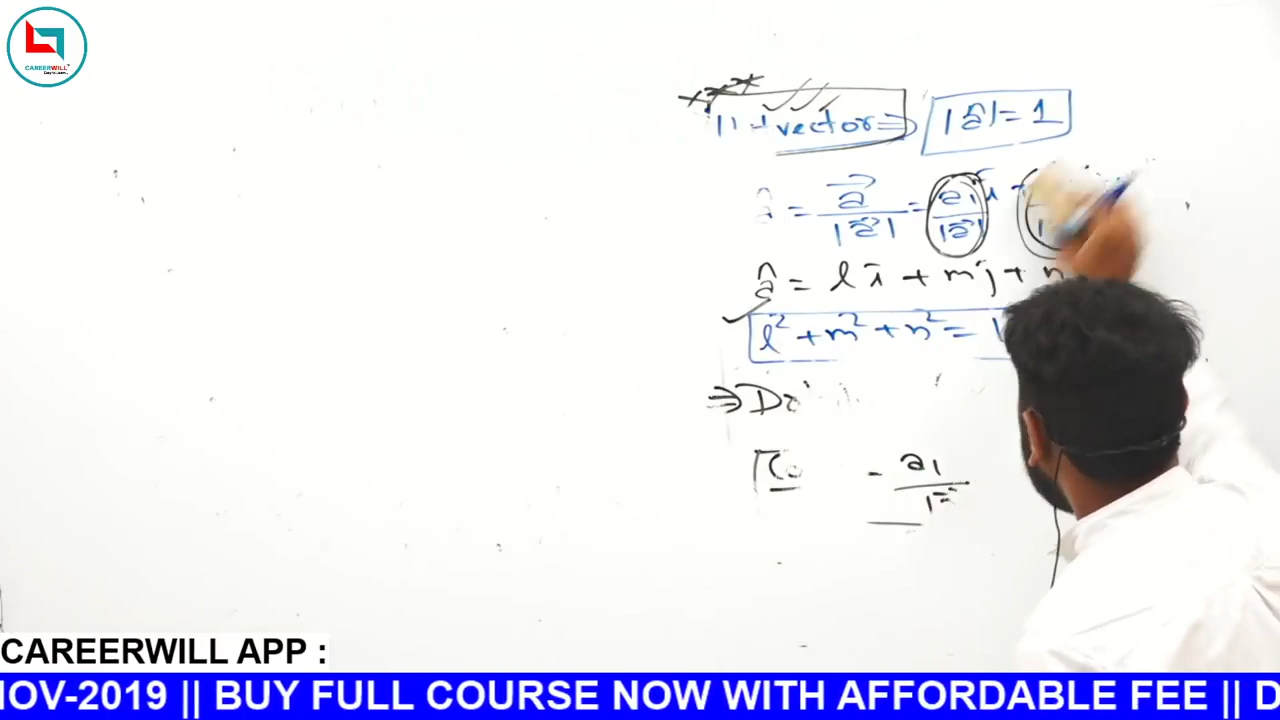 CAREERWILL
vector ⇒ |â| = 1
â = a⃗/|a⃗| = a1/|a⃗| î +
â = l î + m ĵ + n
l² + m² + n² = 1
⇒ D
= a1/
CAREERWILL APP :
NOV-2019 || BUY FULL COURSE NOW WITH AFFORDABLE FEE || D